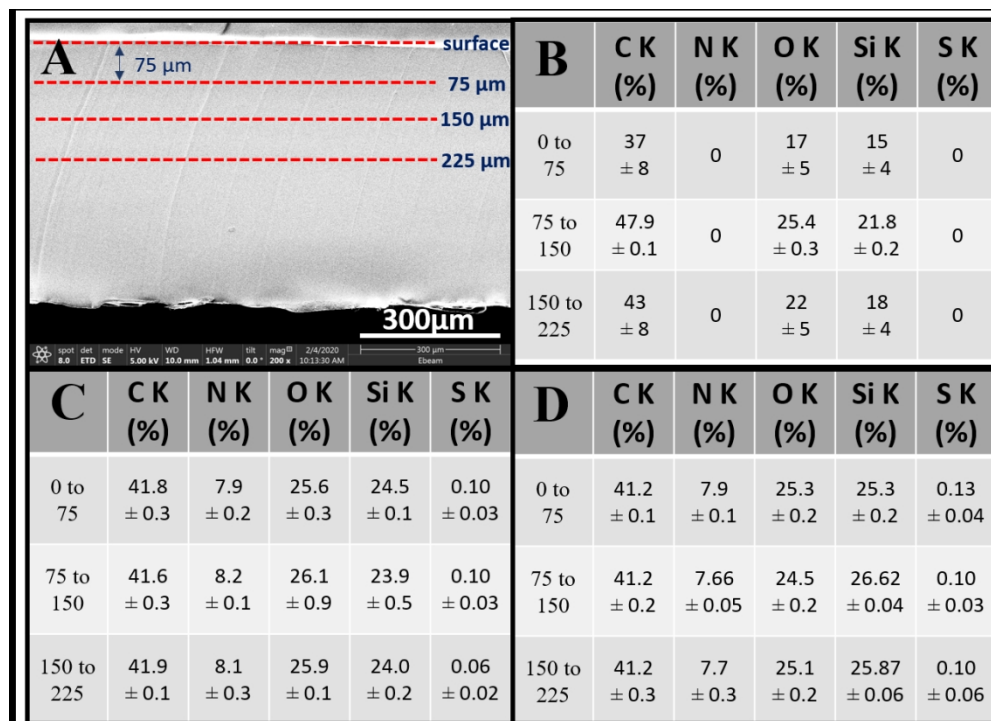 A
surface
75 µm
75 µm
150 µm
225 µm
300µm
spot det mode HV WD HFW tilt mag 2/4/2020 300 µm
8.0 ETD SE 5.00 kV 10.0 mm 1.04 mm 0.0 ° 200 x 10:13:30 AM Ebeam
B C K (%) N K (%) O K (%) Si K (%) S K (%)
0 to 75 37 ± 8 0 17 ± 5 15 ± 4 0
75 to 150 47.9 ± 0.1 0 25.4 ± 0.3 21.8 ± 0.2 0
150 to 225 43 ± 8 0 22 ± 5 18 ± 4 0
C C K (%) N K (%) O K (%) Si K (%) S K (%)
0 to 75 41.8 ± 0.3 7.9 ± 0.2 25.6 ± 0.3 24.5 ± 0.1 0.10 ± 0.03
75 to 150 41.6 ± 0.3 8.2 ± 0.1 26.1 ± 0.9 23.9 ± 0.5 0.10 ± 0.03
150 to 225 41.9 ± 0.1 8.1 ± 0.3 25.9 ± 0.1 24.0 ± 0.2 0.06 ± 0.02
D C K (%) N K (%) O K (%) Si K (%) S K (%)
0 to 75 41.2 ± 0.1 7.9 ± 0.1 25.3 ± 0.2 25.3 ± 0.2 0.13 ± 0.04
75 to 150 41.2 ± 0.2 7.66 ± 0.05 24.5 ± 0.2 26.62 ± 0.04 0.10 ± 0.03
150 to 225 41.2 ± 0.3 7.7 ± 0.3 25.1 ± 0.2 25.87 ± 0.06 0.10 ± 0.06